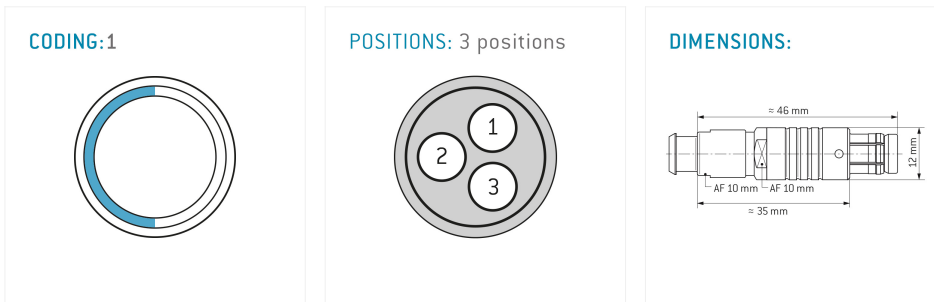 CODING:1
POSITIONS: 3 positions
1
2
3
DIMENSIONS:
≈ 46 mm
12 mm
AF 10 mm
AF 10 mm
≈ 35 mm